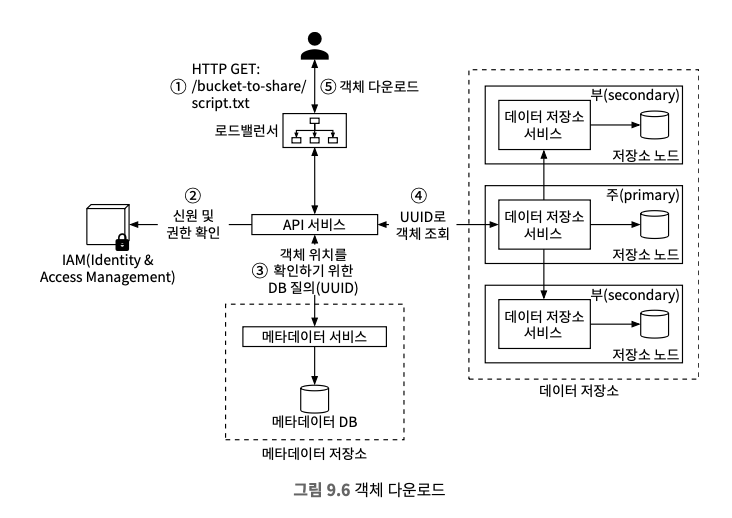 HTTP GET:
① /bucket-to-share/
script.txt
⑤ 객체 다운로드
로드밸런서
②
신원 및
권한 확인
IAM(Identity &
Access Management)
API 서비스
④
UUID로
객체 조회
객체 위치를
③ 확인하기 위한
DB 질의(UUID)
메타데이터 서비스
메타데이터 DB
메타데이터 저장소
부(secondary)
데이터 저장소
서비스
저장소 노드
주(primary)
데이터 저장소
서비스
저장소 노드
부(secondary)
데이터 저장소
서비스
저장소 노드
데이터 저장소
그림 9.6 객체 다운로드